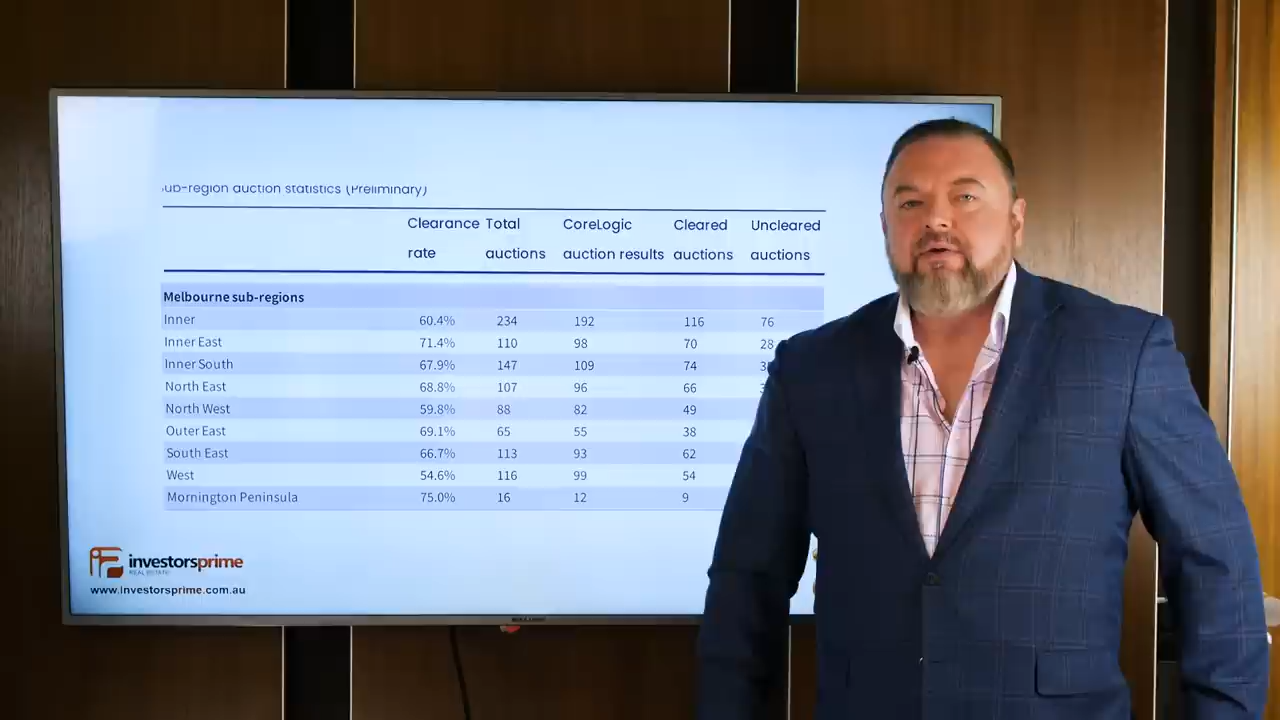 sub-region auction statistics (Preliminary)
Clearance Total CoreLogic Cleared Uncleared
rate auctions auction results auctions auctions
Melbourne sub-regions
Inner 60.4% 234 192 116 76
Inner East 71.4% 110 98 70 28
Inner South 67.9% 147 109 74
North East 68.8% 107 96 66
North West 59.8% 88 82 49
Outer East 69.1% 65 55 38
South East 66.7% 113 93 62
West 54.6% 116 99 54
Mornington Peninsula 75.0% 16 12 9
investorsprime
REAL ESTATE
www.investorsprime.com.au